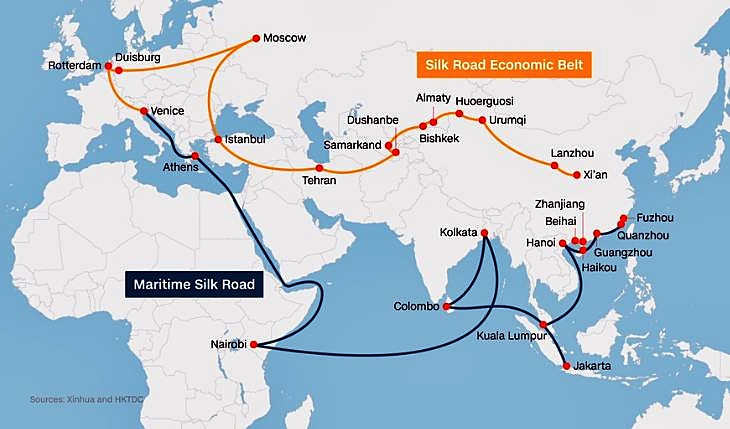 Moscow
Duisburg
Rotterdam
Silk Road Economic Belt
Almaty
Huoerguosi
Venice
Dushanbe
Urumqi
Istanbul
Bishkek
Samarkand
Lanzhou
Athens
Tehran
Xi'an
Zhanjiang
Beihai
Fuzhou
Kolkata
Quanzhou
Hanoi
Guangzhou
Haikou
Maritime Silk Road
Colombo
Kuala Lumpur
Nairobi
Jakarta
Sources: Xinhua and HKTDC